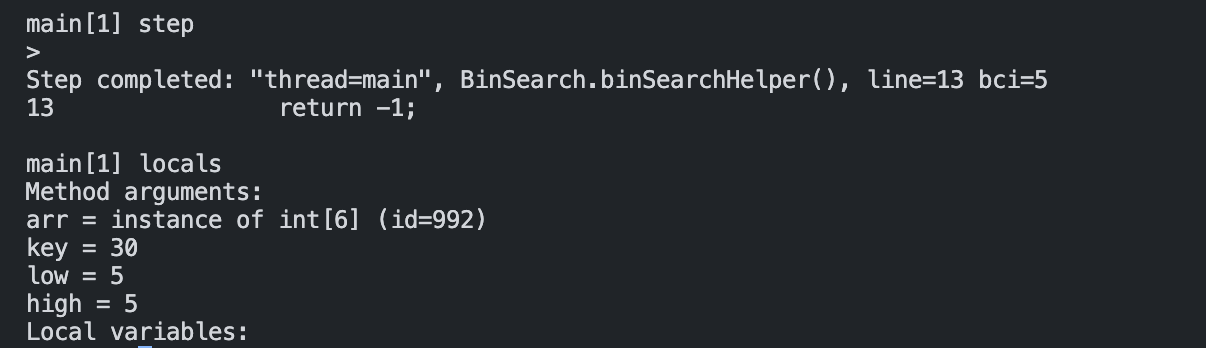 main[1] step
>
Step completed: "thread=main", BinSearch.binSearchHelper(), line=13 bci=5
13                return -1;
main[1] locals
Method arguments:
arr = instance of int[6] (id=992)
key = 30
low = 5
high = 5
Local variables: